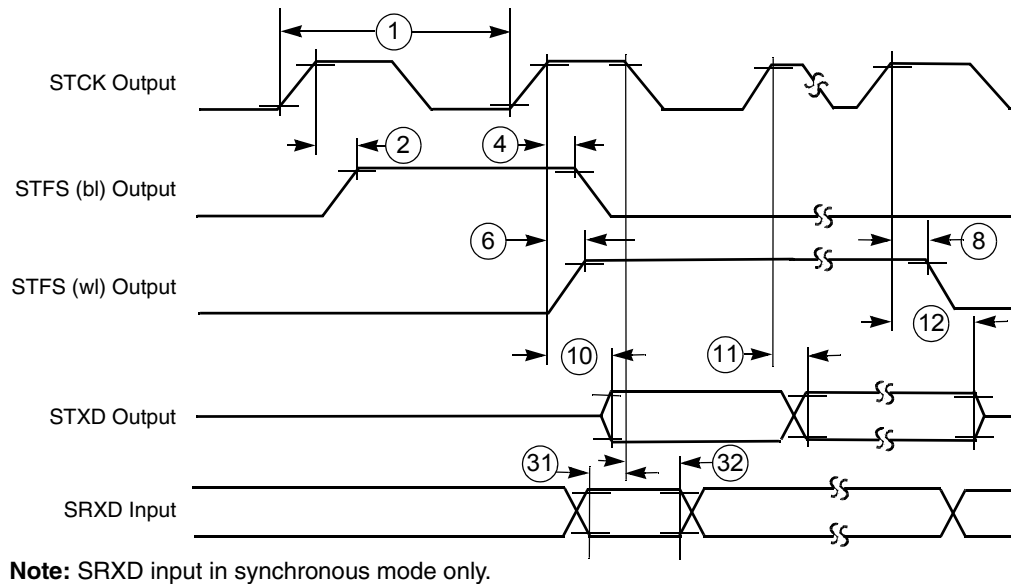 1
STCK Output
2
4
STFS (bl) Output
6
8
STFS (wl) Output
12
10
11
STXD Output
31
32
SRXD Input
Note: SRXD input in synchronous mode only.